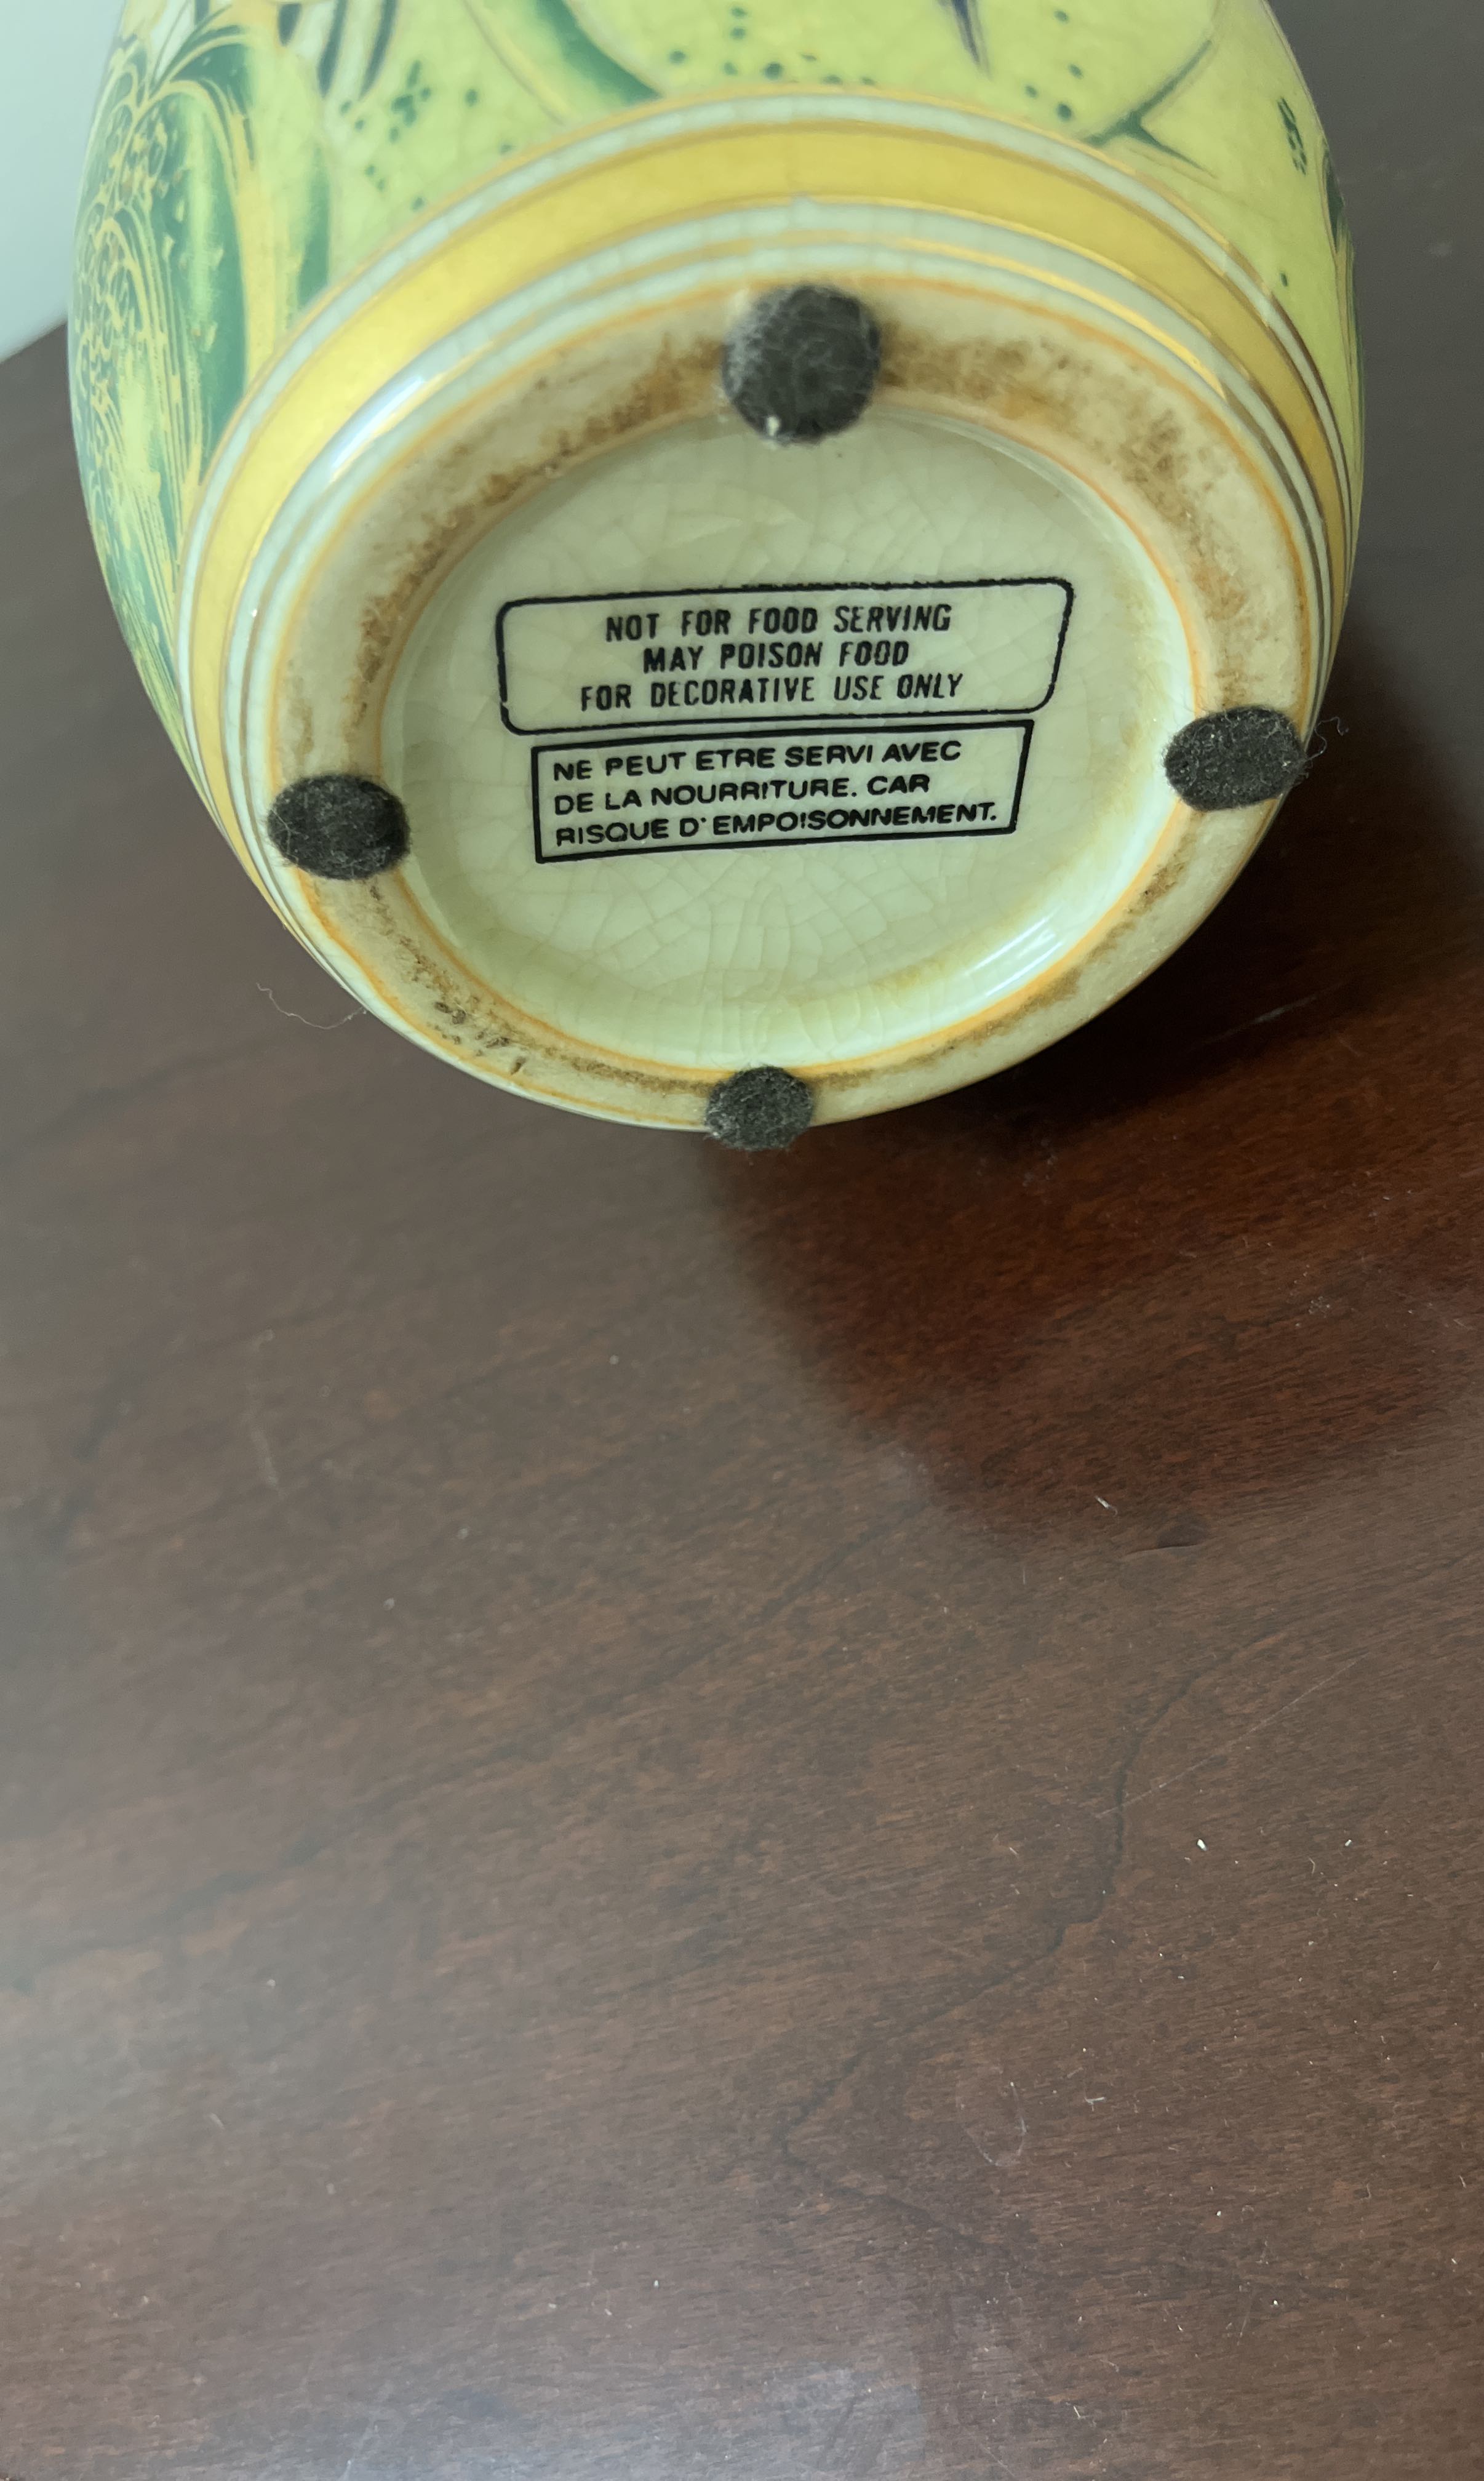 NOT FOR FOOD SERVING
MAY POISON FOOD
FOR DECORATIVE USE ONLY
NE PEUT ETRE SERVI AVEC
DE LA NOURRITURE. CAR
RISQUE D'EMPOISONNEMENT.